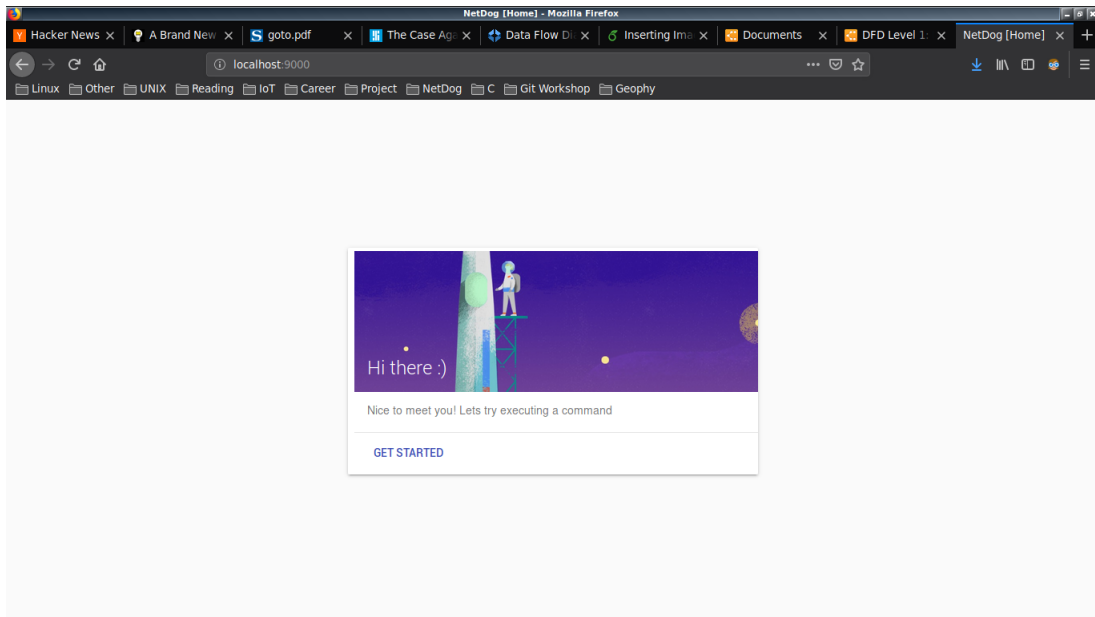 NetDog [Home] - Mozilla Firefox
Y Hacker News A Brand New S goto.pdf The Case Aga Data Flow Di Inserting Ima Documents DFD Level 1: NetDog [Home]
localhost:9000
Linux Other UNIX Reading IoT Career Project NetDog C Git Workshop Geophy
Hi there :)
Nice to meet you! Lets try executing a command
GET STARTED